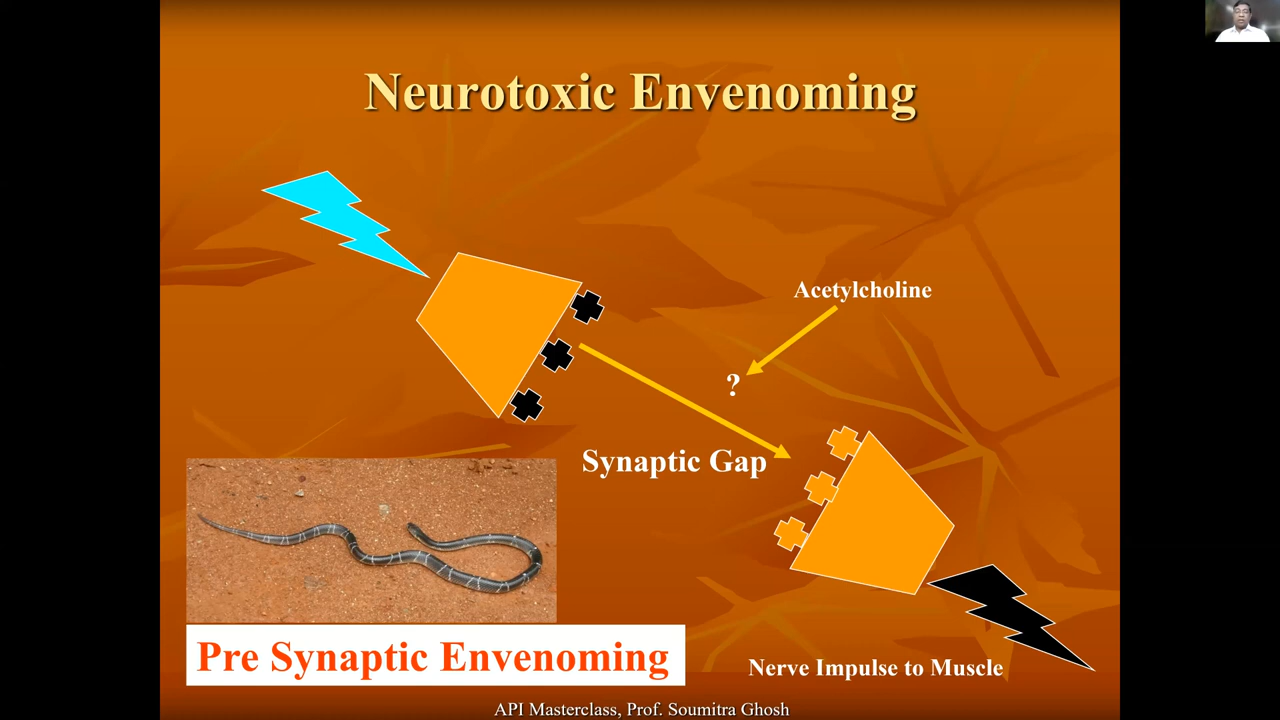 Neurotoxic Envenoming
Acetylcholine
?
Synaptic Gap
Pre Synaptic Envenoming
Nerve Impulse to Muscle
API Masterclass, Prof. Soumitra Ghosh